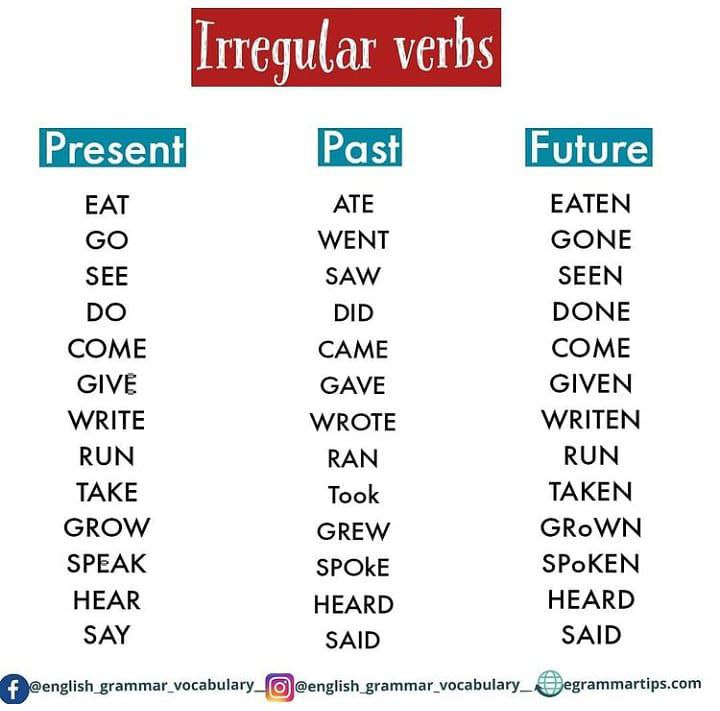 Irregular verbs
Present Past Future
EAT ATE EATEN
GO WENT GONE
SEE SAW SEEN
DO DID DONE
COME CAME COME
GIVE GAVE GIVEN
WRITE WROTE WRITEN
RUN RAN RUN
TAKE Took TAKEN
GROW GREW GRoWN
SPEAK SPOkE SPoKEN
HEAR HEARD HEARD
SAY SAID SAID
@english_grammar_vocabulary_ @english_grammar_vocabulary_ egrammartips.com